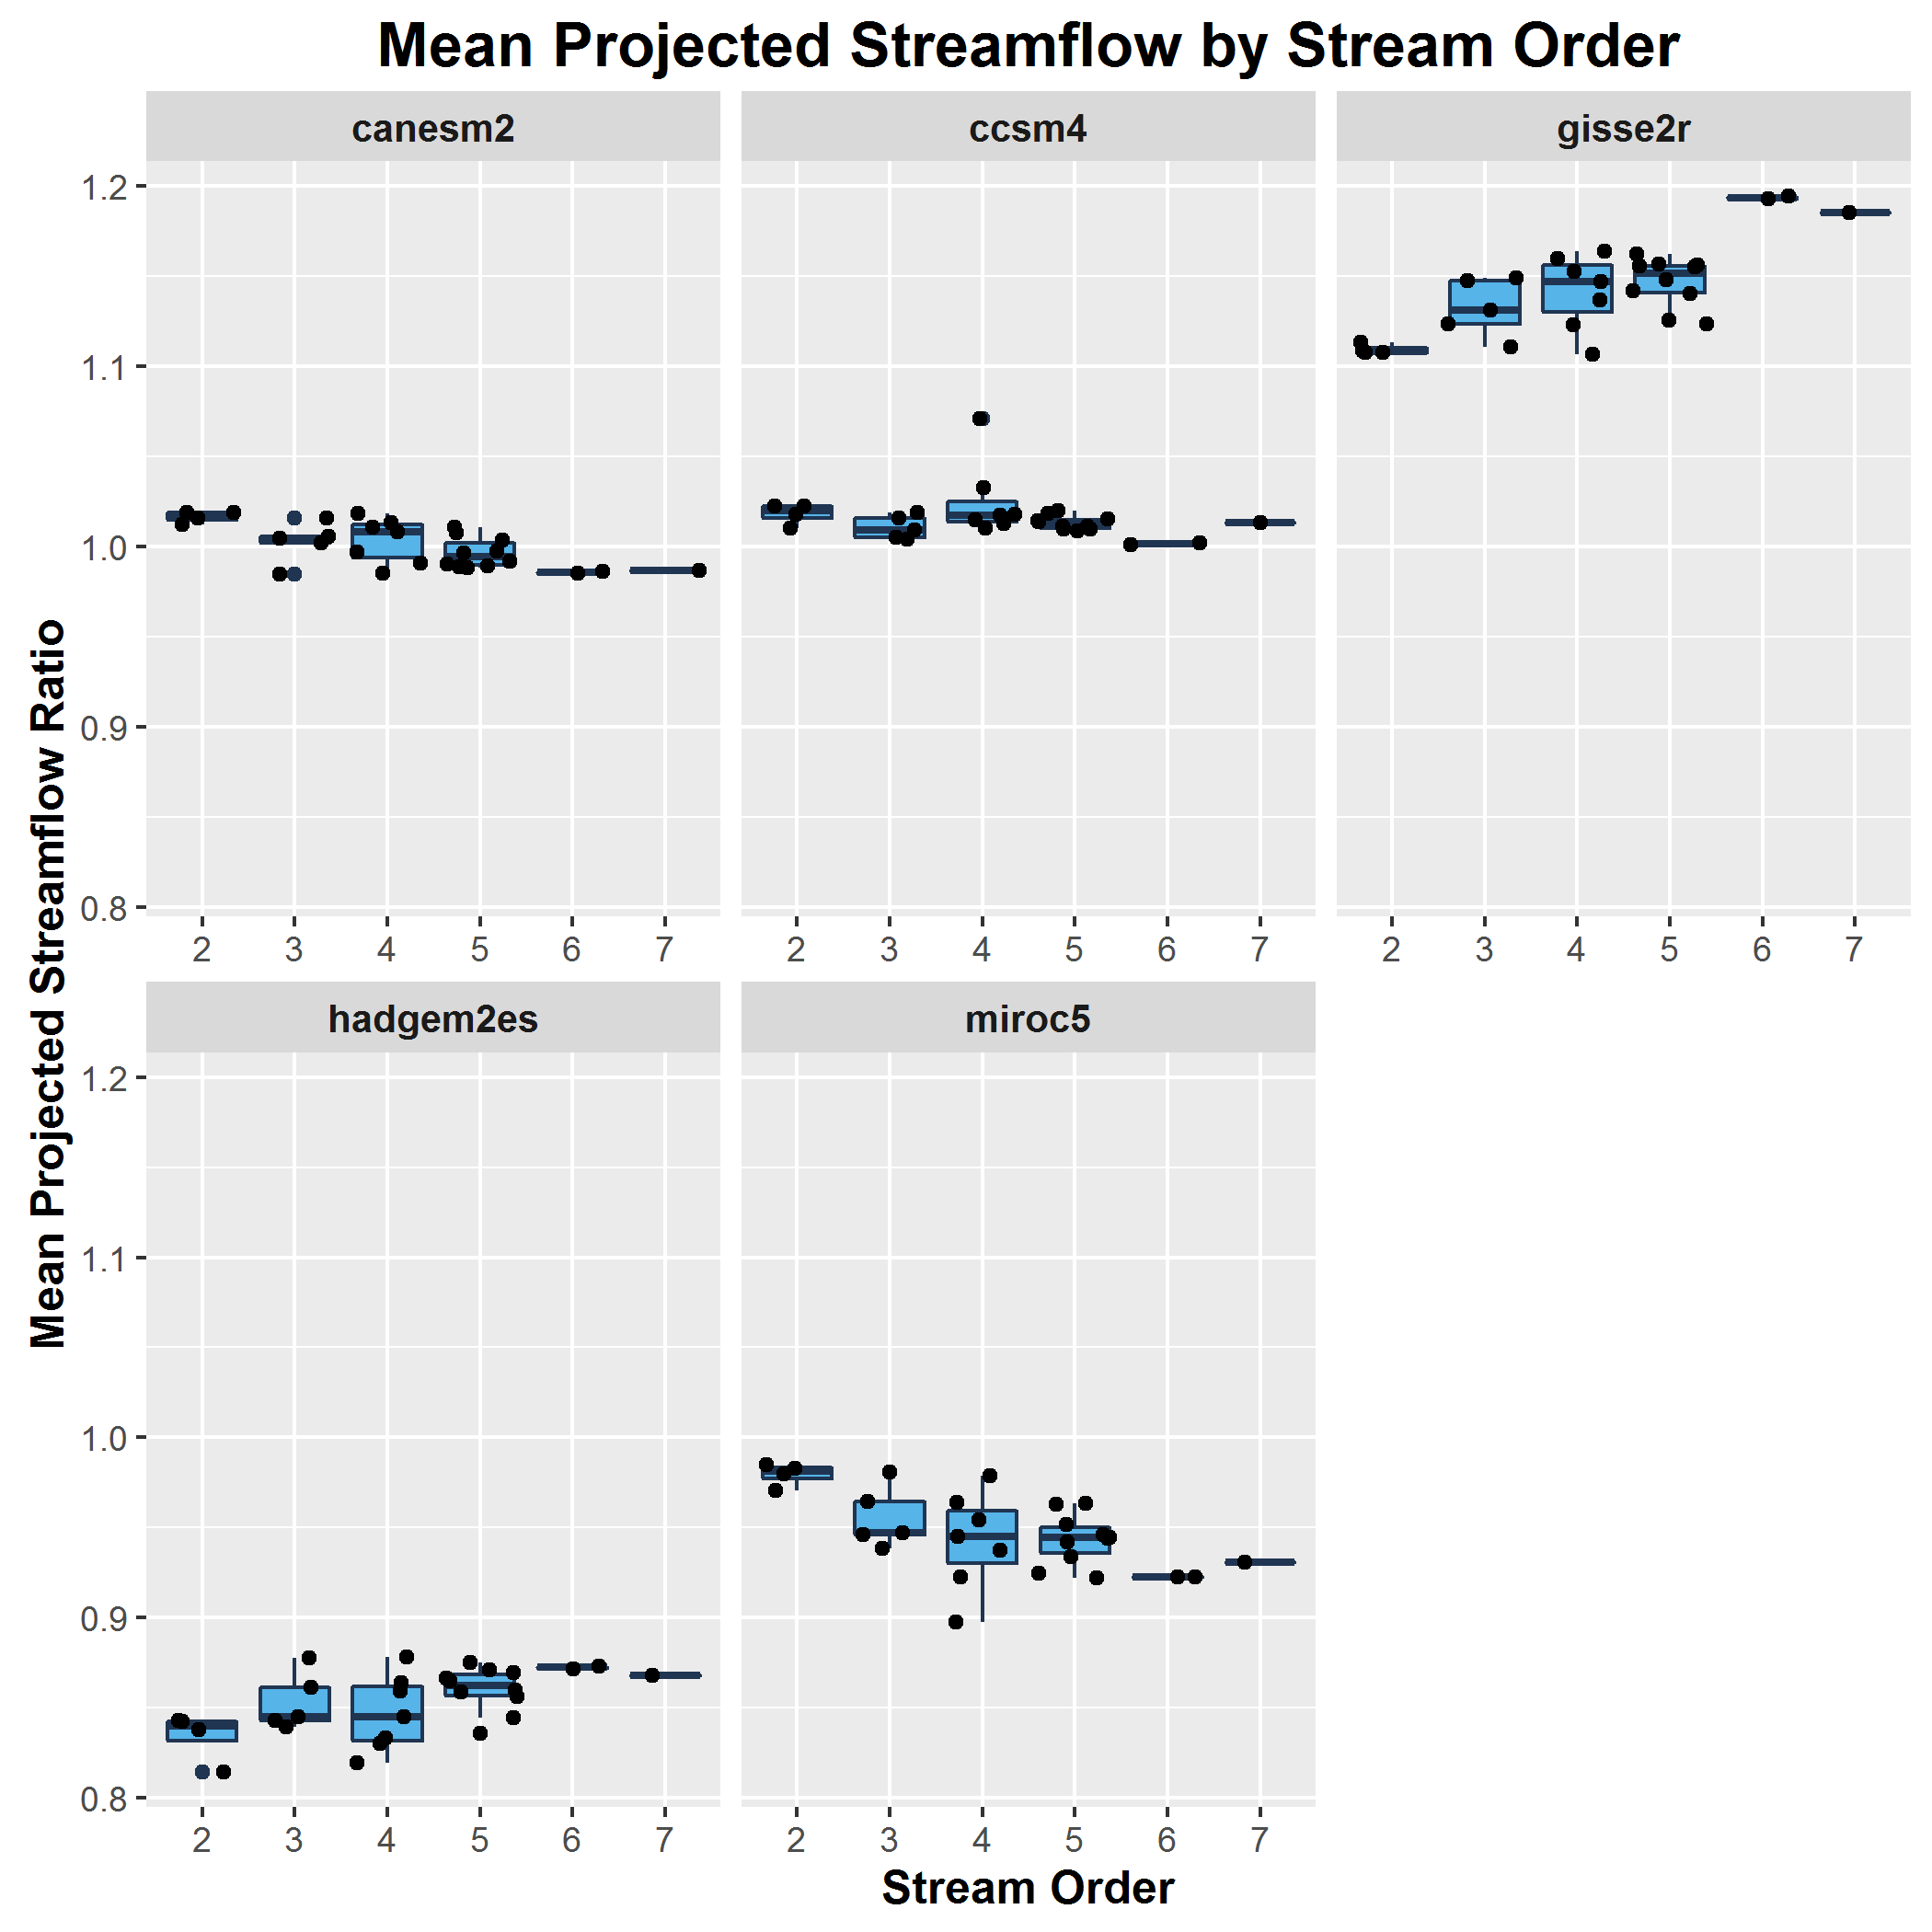 Mean Projected Streamflow by Stream Order
canesm2 ccsm4 gisse2r
1.2
1.1
1.0
0.9
0.8
2 3 4 5 6 7 2 3 4 5 6 7 2 3 4 5 6 7
Mean Projected Streamflow Ratio
hadgem2es miroc5
1.2
1.1
1.0
0.9
0.8
2 3 4 5 6 7 2 3 4 5 6 7
Stream Order